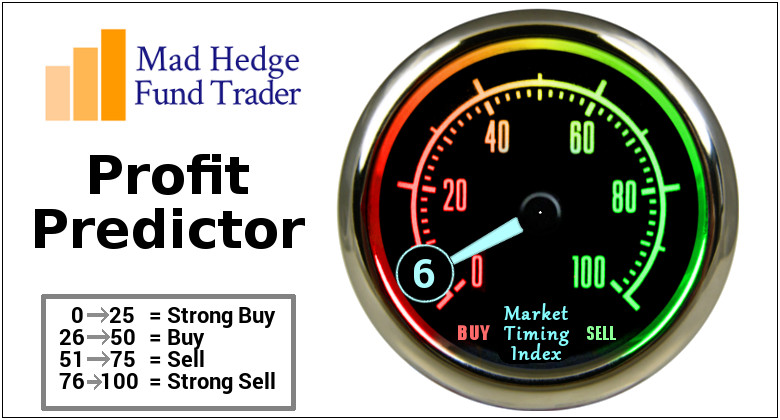 Mad Hedge
Fund Trader
Profit
Predictor
0→25 = Strong Buy
26→50 = Buy
51→75 = Sell
76→100 = Strong Sell
40
60
20
80
6
0
100
BUY
SELL
Market
Timing
Index